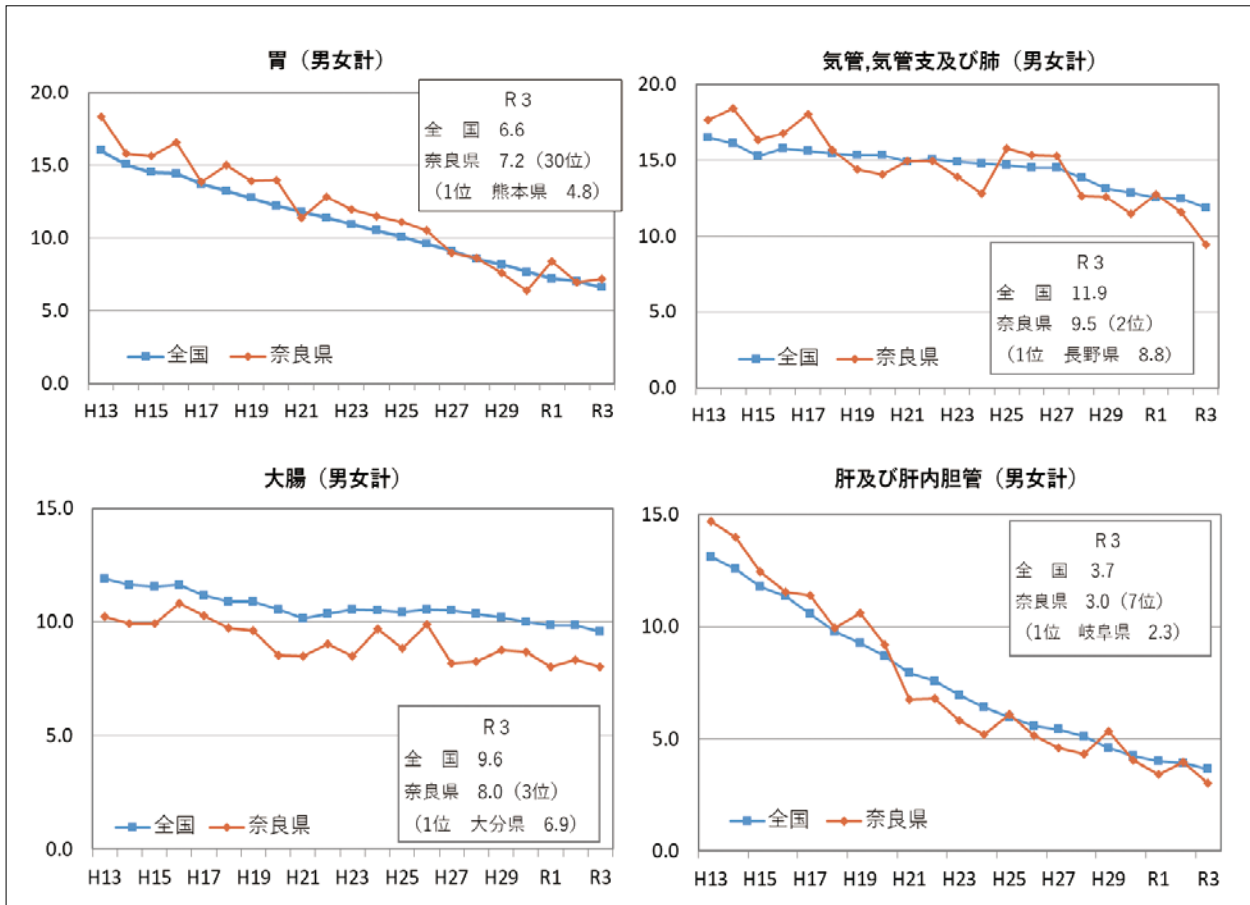 胃（男女計）
20.0
15.0
10.0
5.0
0.0
R3
全　国　6.6
奈良県　7.2（30位）
（1位　熊本県　4.8）
全国　奈良県
H13　H15　H17　H19　H21　H23　H25　H27　H29　R1　R3
気管,気管支及び肺（男女計）
20.0
15.0
10.0
5.0
0.0
R3
全　国　11.9
奈良県　9.5（2位）
（1位　長野県　8.8）
全国　奈良県
H13　H15　H17　H19　H21　H23　H25　H27　H29　R1　R3
大腸（男女計）
15.0
10.0
5.0
0.0
R3
全　国　9.6
奈良県　8.0（3位）
（1位　大分県　6.9）
全国　奈良県
H13　H15　H17　H19　H21　H23　H25　H27　H29　R1　R3
肝及び肝内胆管（男女計）
15.0
10.0
5.0
0.0
R3
全　国　3.7
奈良県　3.0（7位）
（1位　岐阜県　2.3）
全国　奈良県
H13　H15　H17　H19　H21　H23　H25　H27　H29　R1　R3